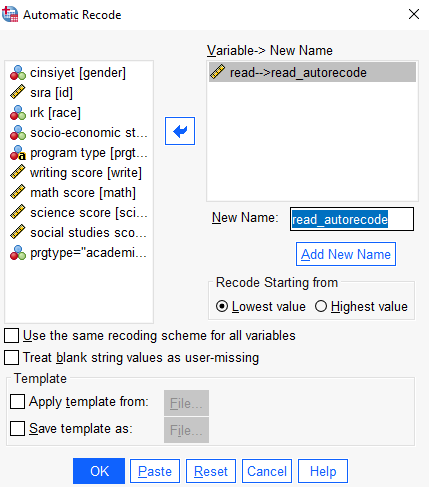 Automatic Recode
Variable-> New Name
cinsiyet [gender]
sıra [id]
ırk [race]
socio-economic st...
program type [prgt...
writing score [write]
math score [math]
science score [sci...
social studies sco...
prgtype="academi...
read-->read_autorecode
New Name: read_autorecode
Add New Name
Recode Starting from
Lowest value Highest value
Use the same recoding scheme for all variables
Treat blank string values as user-missing
Template
Apply template from: File...
Save template as: File...
OK Paste Reset Cancel Help